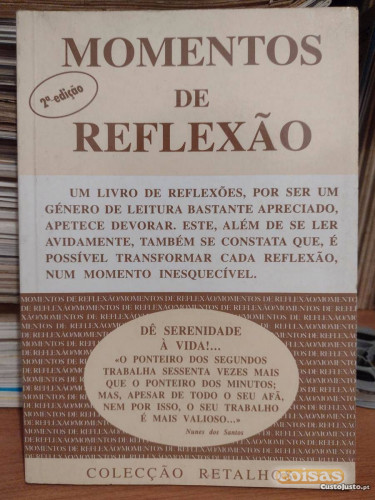 MOMENTOS
DE
REFLEXÃO
2ª edição
UM LIVRO DE REFLEXÕES, POR SER UM
GÉNERO DE LEITURA BASTANTE APRECIADO,
APETECE DEVORAR. ESTE, ALÉM DE SE LER
AVIDAMENTE, TAMBÉM SE CONSTATA QUE, É
POSSÍVEL TRANSFORMAR CADA REFLEXÃO,
NUM MOMENTO INESQUECÍVEL.
DÊ SERENIDADE
À VIDA!...
«O PONTEIRO DOS SEGUNDOS
TRABALHA SESSENTA VEZES MAIS
QUE O PONTEIRO DOS MINUTOS;
MAS, APESAR DE TODO O SEU AFÃ,
NEM POR ISSO, O SEU TRABALHO
É MAIS VALIOSO...»
Nunes dos Santos
COLECÇÃO RETALHO
coisas
CustoJusto.pt